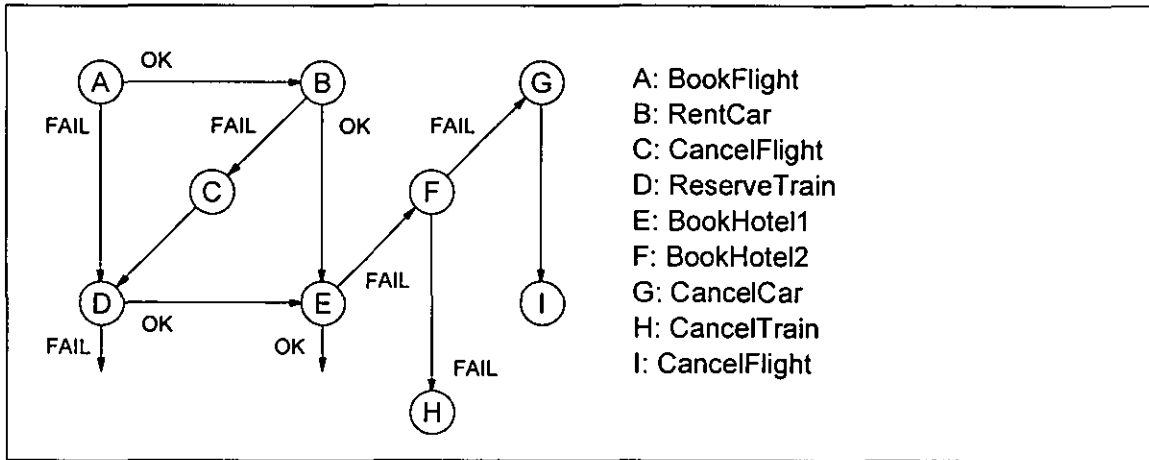 OK
A
B
G
FAIL
FAIL
OK
FAIL
C
F
D
OK
E
FAIL
I
FAIL
OK
FAIL
H
A: BookFlight
B: RentCar
C: CancelFlight
D: ReserveTrain
E: BookHotel1
F: BookHotel2
G: CancelCar
H: CancelTrain
I: CancelFlight